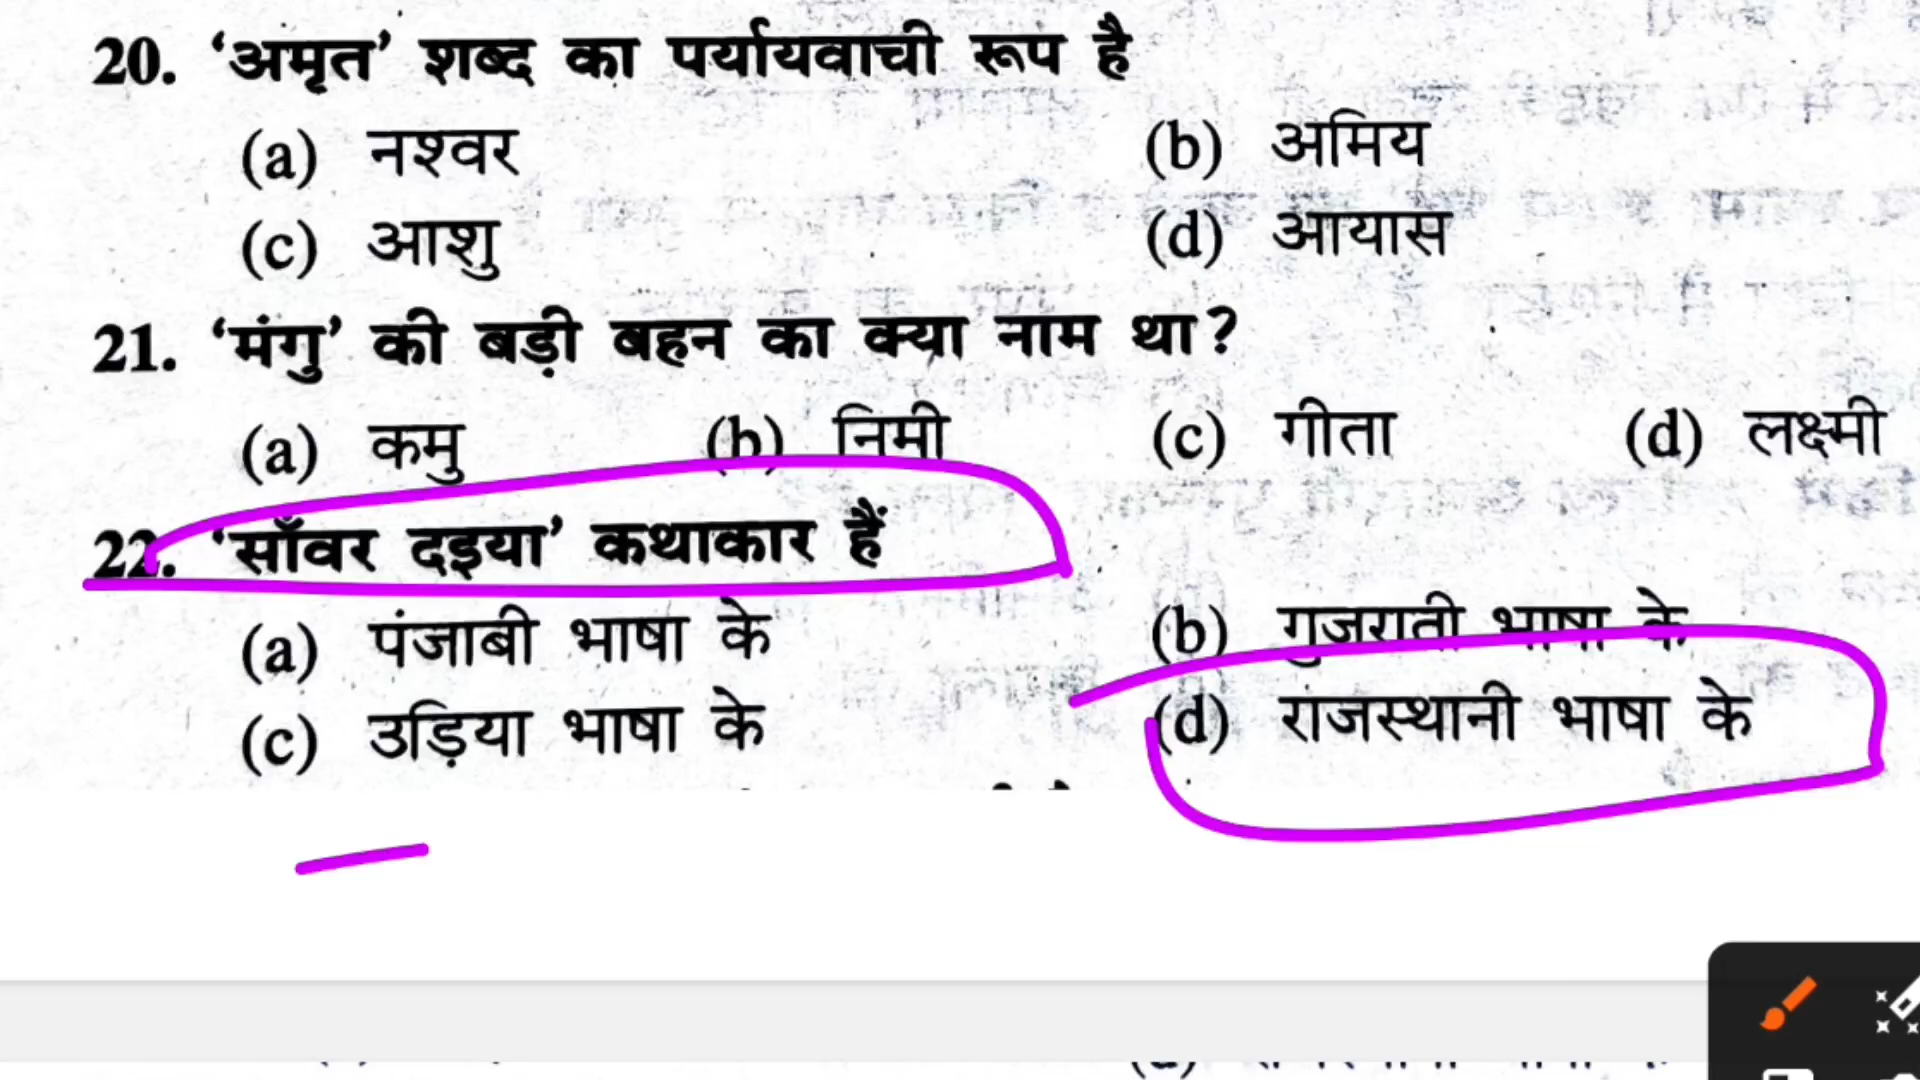 20. ‘अमृत’ शब्द का पर्यायवाची रूप है
(a) नश्वर (b) अमिय
(c) आशु (d) आयास
21. ‘मंगु’ की बड़ी बहन का क्या नाम था?
(a) कमु (b) निमी (c) गीता (d) लक्ष्मी
22. ‘साँवर दइया’ कथाकार हैं
(a) पंजाबी भाषा के (b) गुजराती भाषा के
(c) उड़िया भाषा के (d) राजस्थानी भाषा के